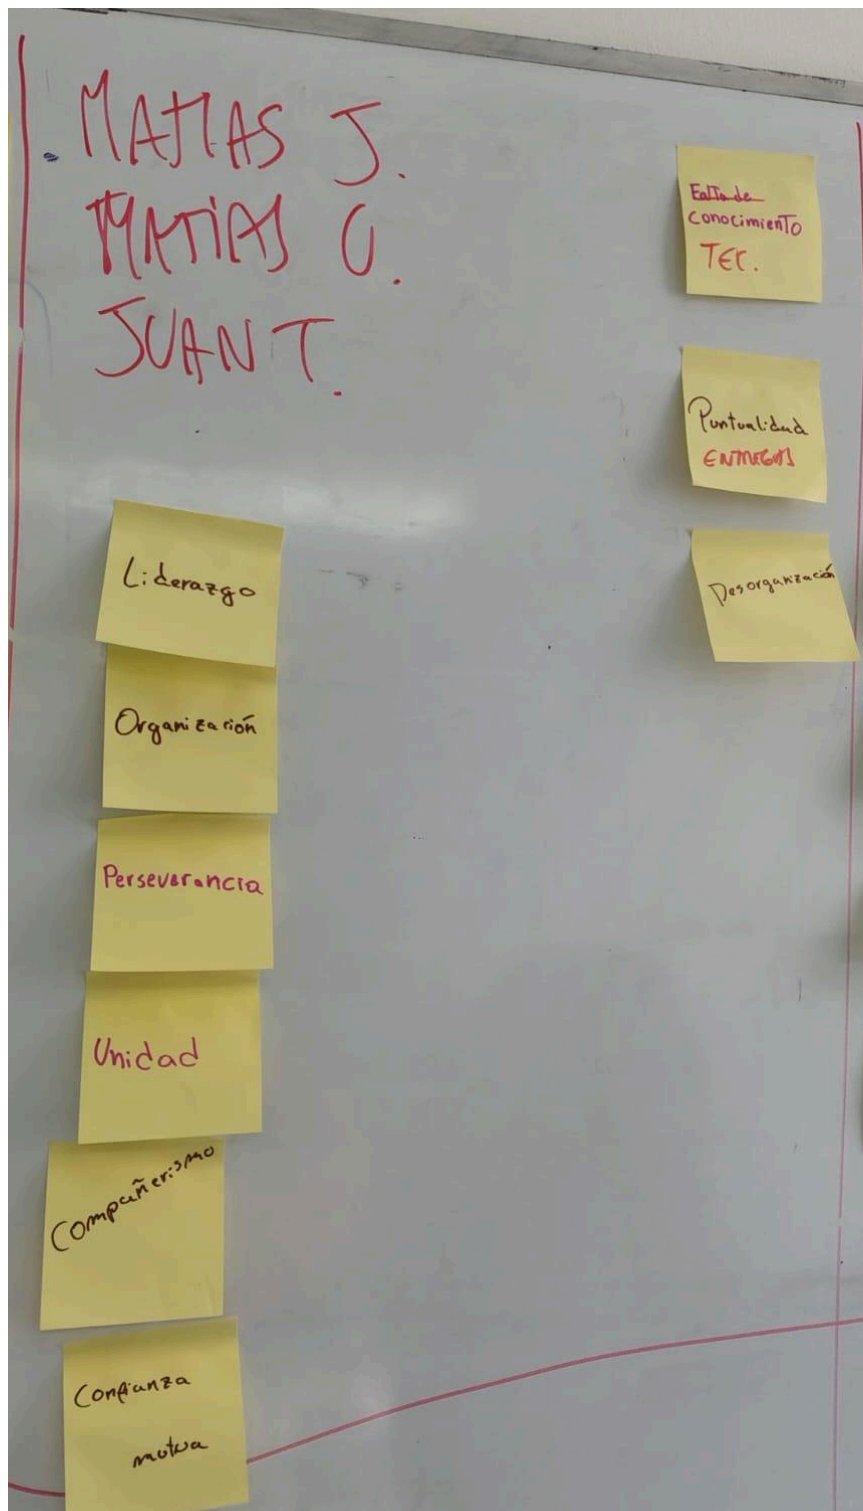 MATIAS J.
MATIAS O.
JUAN T.
Falta de
conocimiento
TEC.
Puntualidad
ENTREGAS
Desorganización
Liderazgo
Organización
Perseverancia
Unidad
Compañerismo
Confianza
mutua